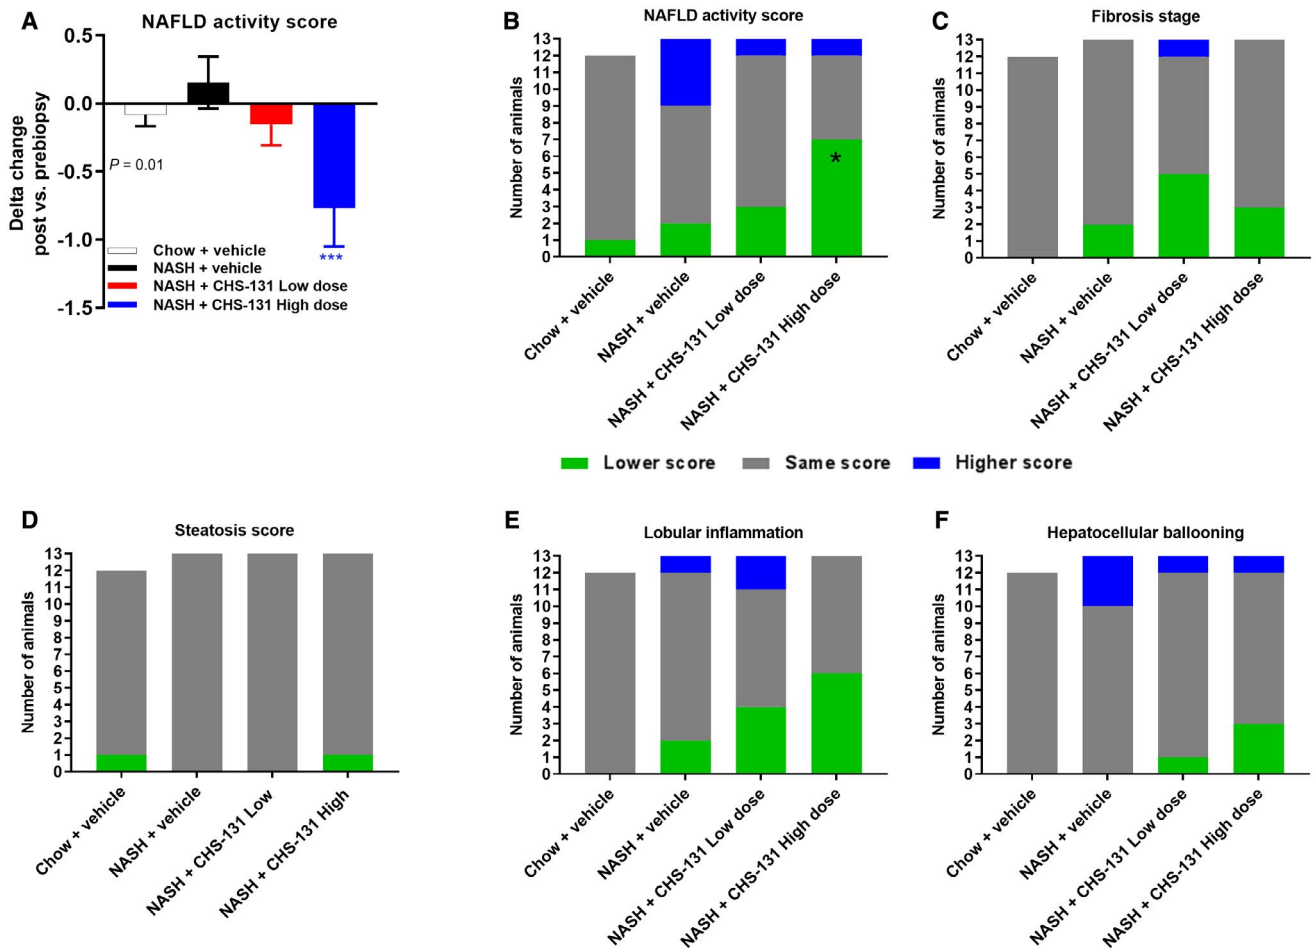 A
NAFLD activity score
0.5
0.0
-0.5
-1.0
-1.5
Delta change
post vs. prebiopsy
P = 0.01
***
Chow + vehicle
NASH + vehicle
NASH + CHS-131 Low dose
NASH + CHS-131 High dose
B
NAFLD activity score
13
12
11
10
9
8
7
6
5
4
3
2
1
0
Number of animals
*
Chow + vehicle
NASH + vehicle
NASH + CHS-131 Low dose
NASH + CHS-131 High dose
C
Fibrosis stage
13
12
11
10
9
8
7
6
5
4
3
2
1
0
Number of animals
Chow + vehicle
NASH + vehicle
NASH + CHS-131 Low dose
NASH + CHS-131 High dose
Lower score
Same score
Higher score
D
Steatosis score
13
12
11
10
9
8
7
6
5
4
3
2
1
0
Number of animals
Chow + vehicle
NASH + vehicle
NASH + CHS-131 Low
NASH + CHS-131 High
E
Lobular inflammation
13
12
11
10
9
8
7
6
5
4
3
2
1
0
Number of animals
Chow + vehicle
NASH + vehicle
NASH + CHS-131 Low dose
NASH + CHS-131 High dose
F
Hepatocellular ballooning
13
12
11
10
9
8
7
6
5
4
3
2
1
0
Number of animals
Chow + vehicle
NASH + vehicle
NASH + CHS-131 Low dose
NASH + CHS-131 High dose